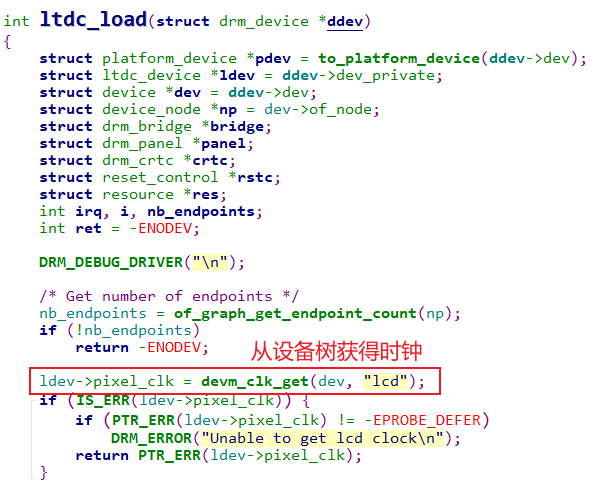 int ltdc_load(struct drm_device *ddev)
{
struct platform_device *pdev = to_platform_device(ddev->dev);
struct ltdc_device *ldev = ddev->dev_private;
struct device *dev = ddev->dev;
struct device_node *np = dev->of_node;
struct drm_bridge *bridge;
struct drm_panel *panel;
struct drm_crtc *crtc;
struct reset_control *rstc;
struct resource *res;
int irq, i, nb_endpoints;
int ret = -ENODEV;
DRM_DEBUG_DRIVER("\n");
/* Get number of endpoints */
nb_endpoints = of_graph_get_endpoint_count(np);
if (!nb_endpoints)
return -ENODEV;
从设备树获得时钟
ldev->pixel_clk = devm_clk_get(dev, "lcd");
if (IS_ERR(ldev->pixel_clk)) {
if (PTR_ERR(ldev->pixel_clk) != -EPROBE_DEFER)
DRM_ERROR("Unable to get lcd clock\n");
return PTR_ERR(ldev->pixel_clk);
}